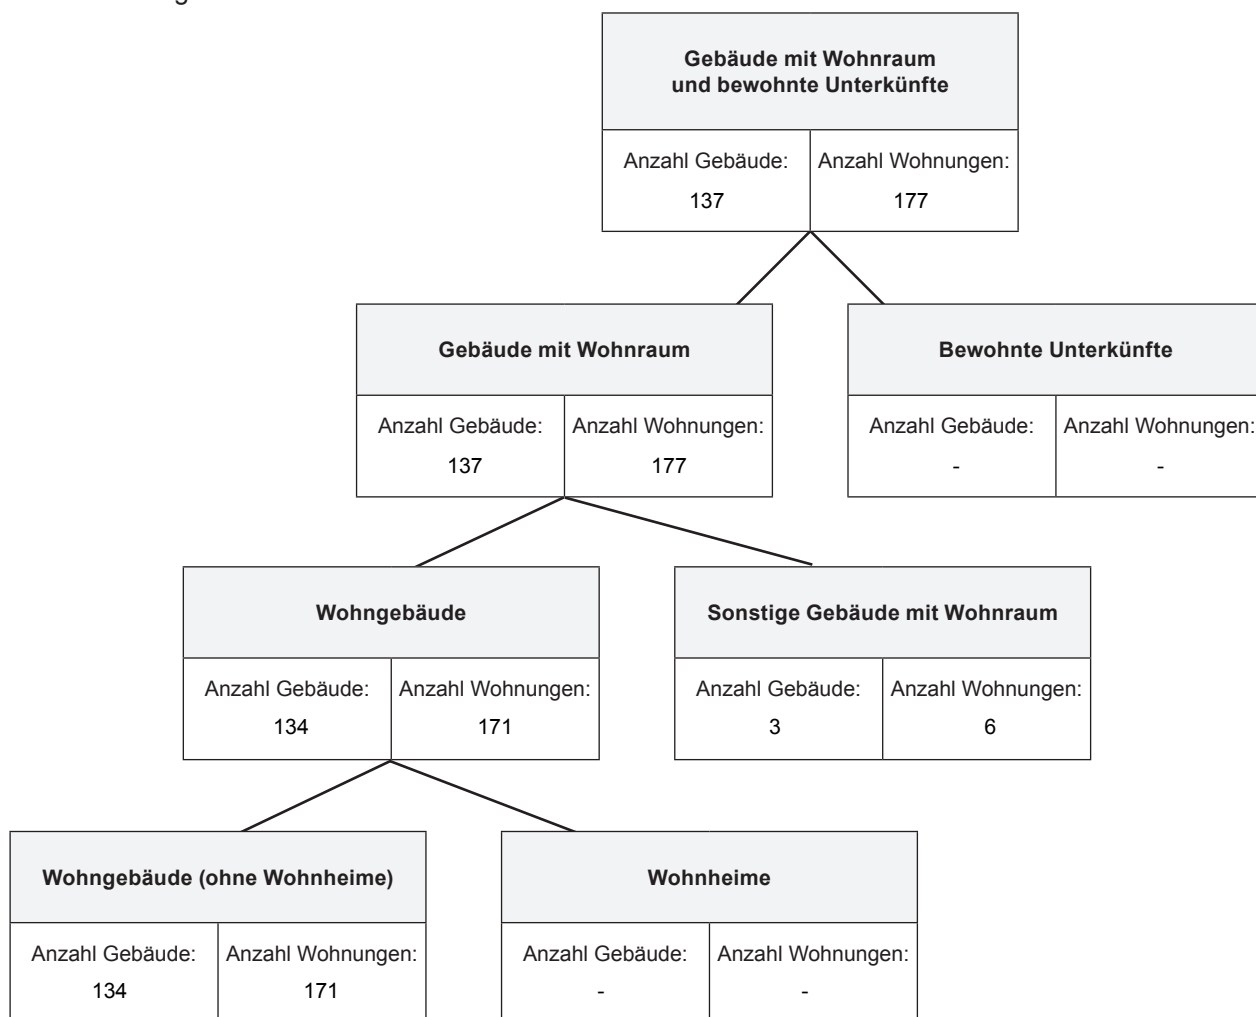 Gebäude mit Wohnraum
und bewohnte Unterkünfte
Anzahl Gebäude: Anzahl Wohnungen:
137 177
Gebäude mit Wohnraum
Anzahl Gebäude: Anzahl Wohnungen:
137 177
Bewohnte Unterkünfte
Anzahl Gebäude: Anzahl Wohnungen:
- -
Wohngebäude
Anzahl Gebäude: Anzahl Wohnungen:
134 171
Sonstige Gebäude mit Wohnraum
Anzahl Gebäude: Anzahl Wohnungen:
3 6
Wohngebäude (ohne Wohnheime)
Anzahl Gebäude: Anzahl Wohnungen:
134 171
Wohnheime
Anzahl Gebäude: Anzahl Wohnungen:
- -